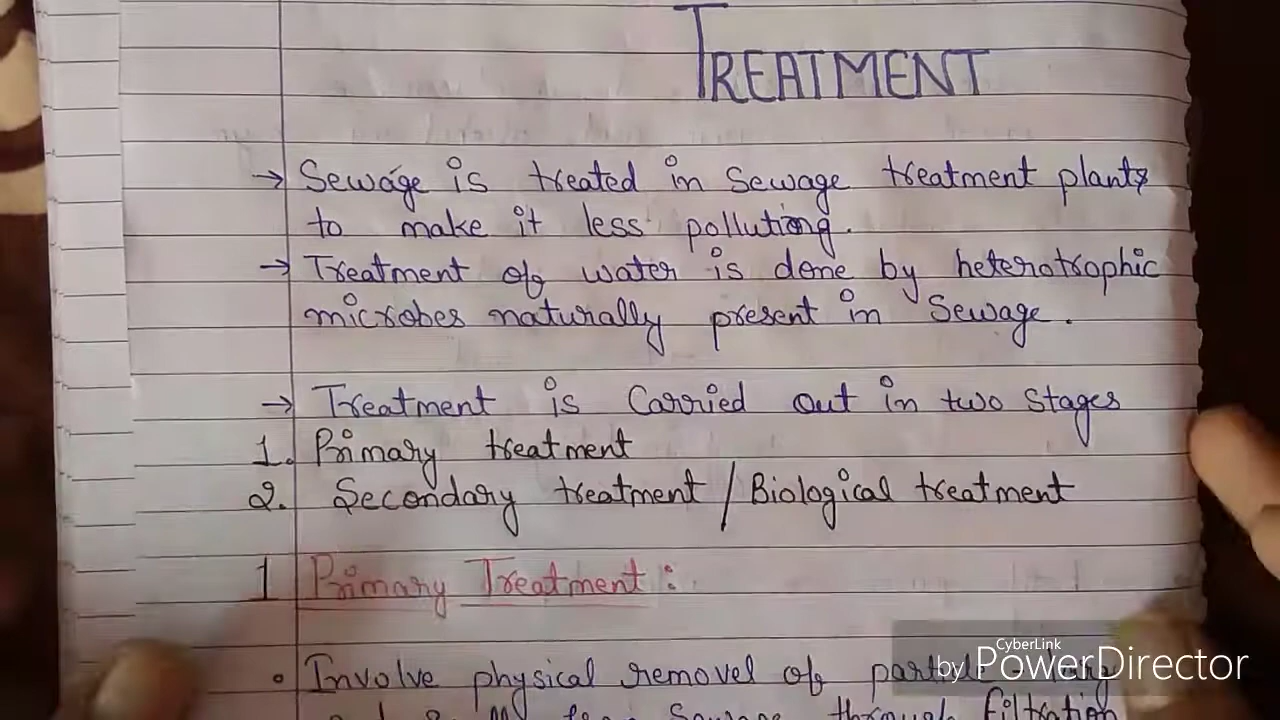 TREATMENT
→ Sewage is treated in Sewage treatment plants
to make it less polluting.
→ Treatment of water is done by heterotrophic
microbes naturally present in Sewage.
→ Treatment is Carried out in two Stages
1. Primary treatment
2. Secondary treatment / Biological treatment
1 Primary Treatment :
• Involve physical removel of
through filtration
CyberLink
by PowerDirector